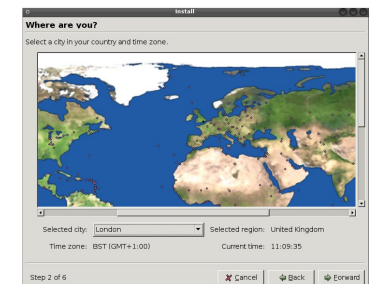 Install
Where are you?
Select a city in your country and time zone.
Selected city: London Selected region: United Kingdom
Time zone: BST (GMT+1:00) Current time: 11:09:35
Step 2 of 6 Cancel Back Forward